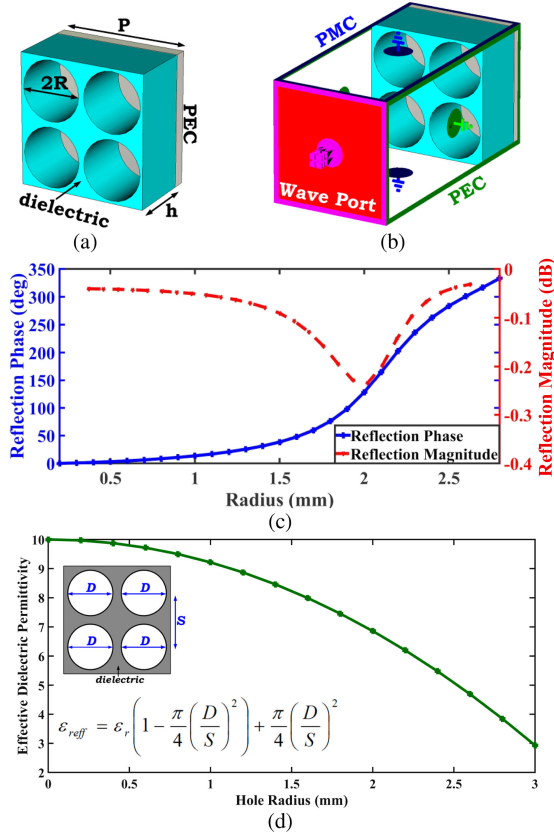 P
2R
PEC
dielectric
h
(a)
PMC
Wave Port
PEC
(b)
350
300
250
200
150
100
50
0
Reflection Phase (deg)
0
-0.1
-0.2
-0.3
-0.4
Reflection Magnitude (dB)
Reflection Phase
Reflection Magnitude
0.5 1 1.5 2 2.5
Radius (mm)
(c)
10
9
8
7
6
5
4
3
2
Effective Dielectric Permittivity
D D
S
D D
dielectric
ε_reff = ε_r(1 − π/4 (D/S)^2) + π/4 (D/S)^2
0 0.5 1 1.5 2 2.5 3
Hole Radius (mm)
(d)